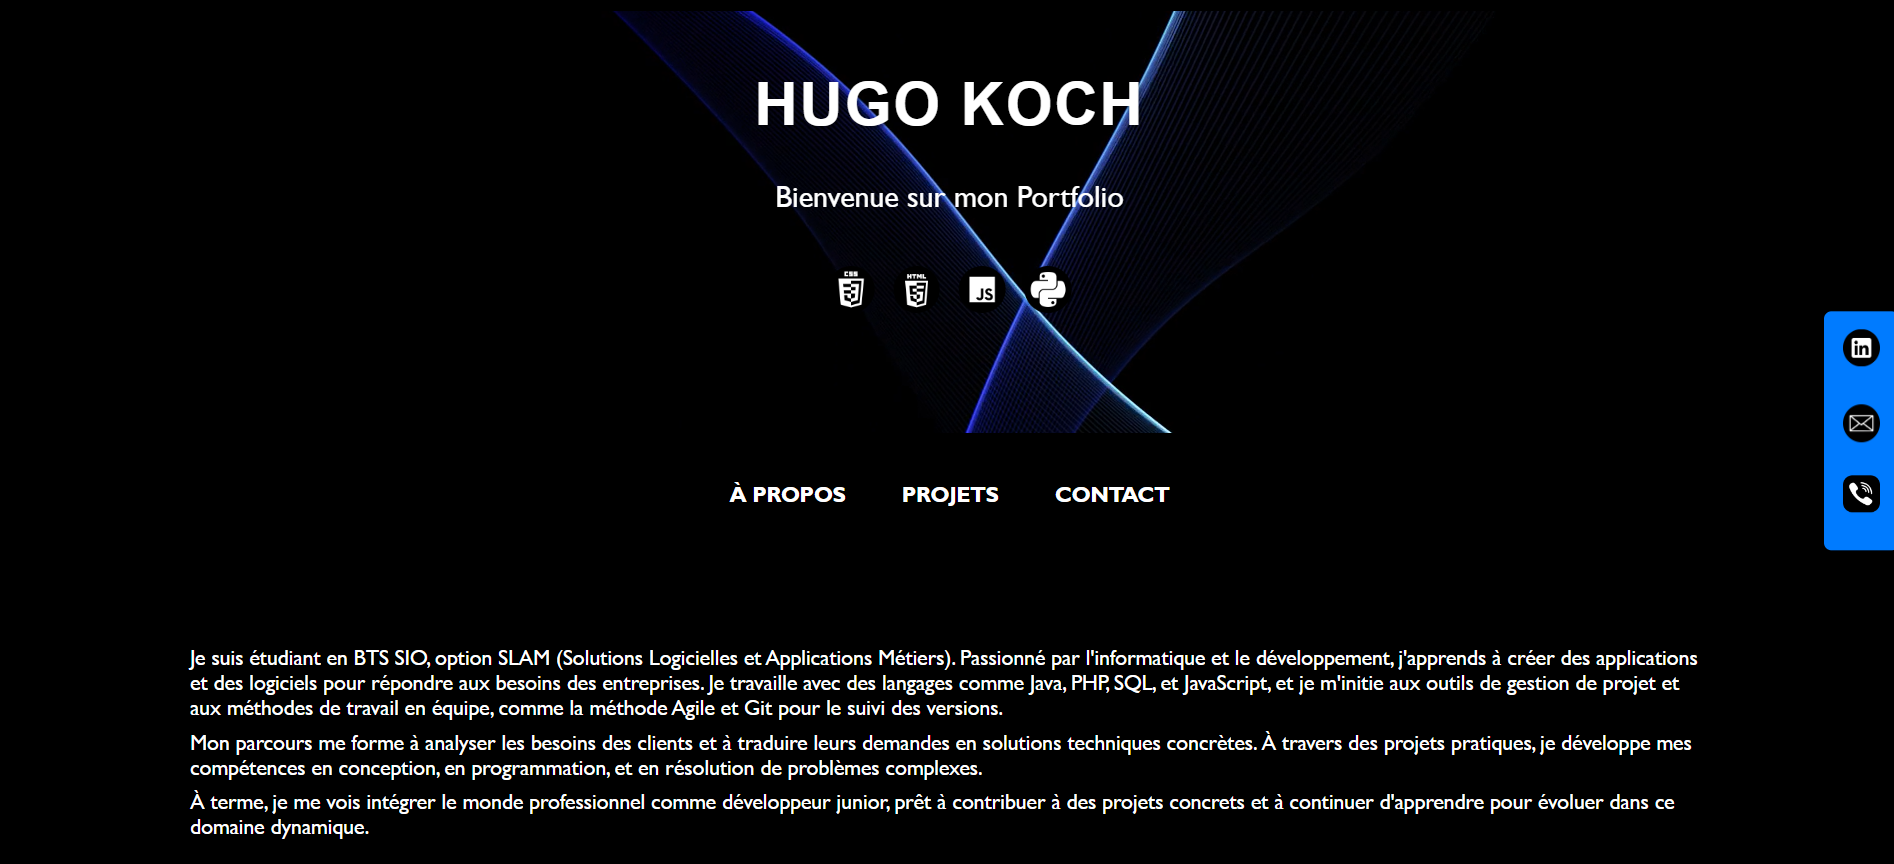 HUGO KOCH
Bienvenue sur mon Portfolio
CSS
HTML
JS
in
À PROPOS PROJETS CONTACT
Je suis étudiant en BTS SIO, option SLAM (Solutions Logicielles et Applications Métiers). Passionné par l'informatique et le développement, j'apprends à créer des applications
et des logiciels pour répondre aux besoins des entreprises. Je travaille avec des langages comme Java, PHP, SQL, et JavaScript, et je m'initie aux outils de gestion de projet et
aux méthodes de travail en équipe, comme la méthode Agile et Git pour le suivi des versions.
Mon parcours me forme à analyser les besoins des clients et à traduire leurs demandes en solutions techniques concrètes. À travers des projets pratiques, je développe mes
compétences en conception, en programmation, et en résolution de problèmes complexes.
À terme, je me vois intégrer le monde professionnel comme développeur junior, prêt à contribuer à des projets concrets et à continuer d'apprendre pour évoluer dans ce
domaine dynamique.